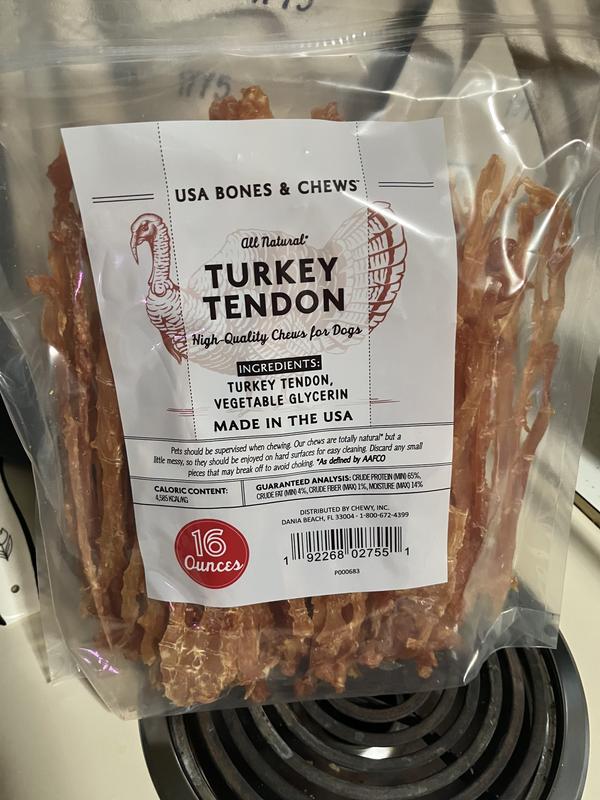 USA BONES & CHEWS™
All Natural*
TURKEY
TENDON
High-Quality Chews for Dogs
INGREDIENTS:
TURKEY TENDON,
VEGETABLE GLYCERIN
MADE IN THE USA
Pets should be supervised when chewing. Our chews are totally natural* but a
little messy, so they should be enjoyed on hard surfaces for easy cleaning. Discard any small
pieces that may break off to avoid choking. *As defined by AAFCO
CALORIC CONTENT:
4,585 KCAL/KG
GUARANTEED ANALYSIS: CRUDE PROTEIN (MIN) 65%,
CRUDE FAT (MIN) 4%, CRUDE FIBER (MAX) 1%, MOISTURE (MAX) 14%
DISTRIBUTED BY CHEWY, INC.
DANIA BEACH, FL 33004 - 1-800-672-4399
16
Ounces
1 92268 02755 1
P000683